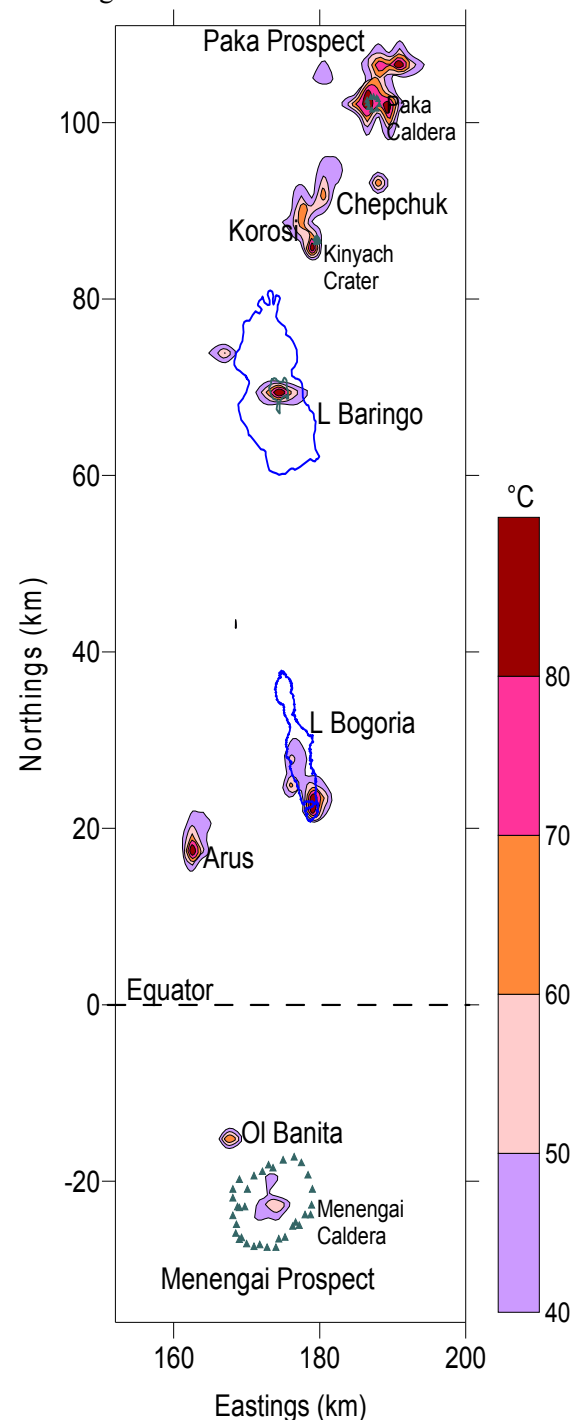 Paka Prospect
Paka
Caldera
100
Chepchuk
Korosi
Kinyach
Crater
80
L Baringo
60
°C
Northings (km)
40
80
L Bogoria
70
20
Arus
60
Equator
0
50
Ol Banita
-20
Menengai
Caldera
Menengai Prospect
40
160
180
200
Eastings (km)